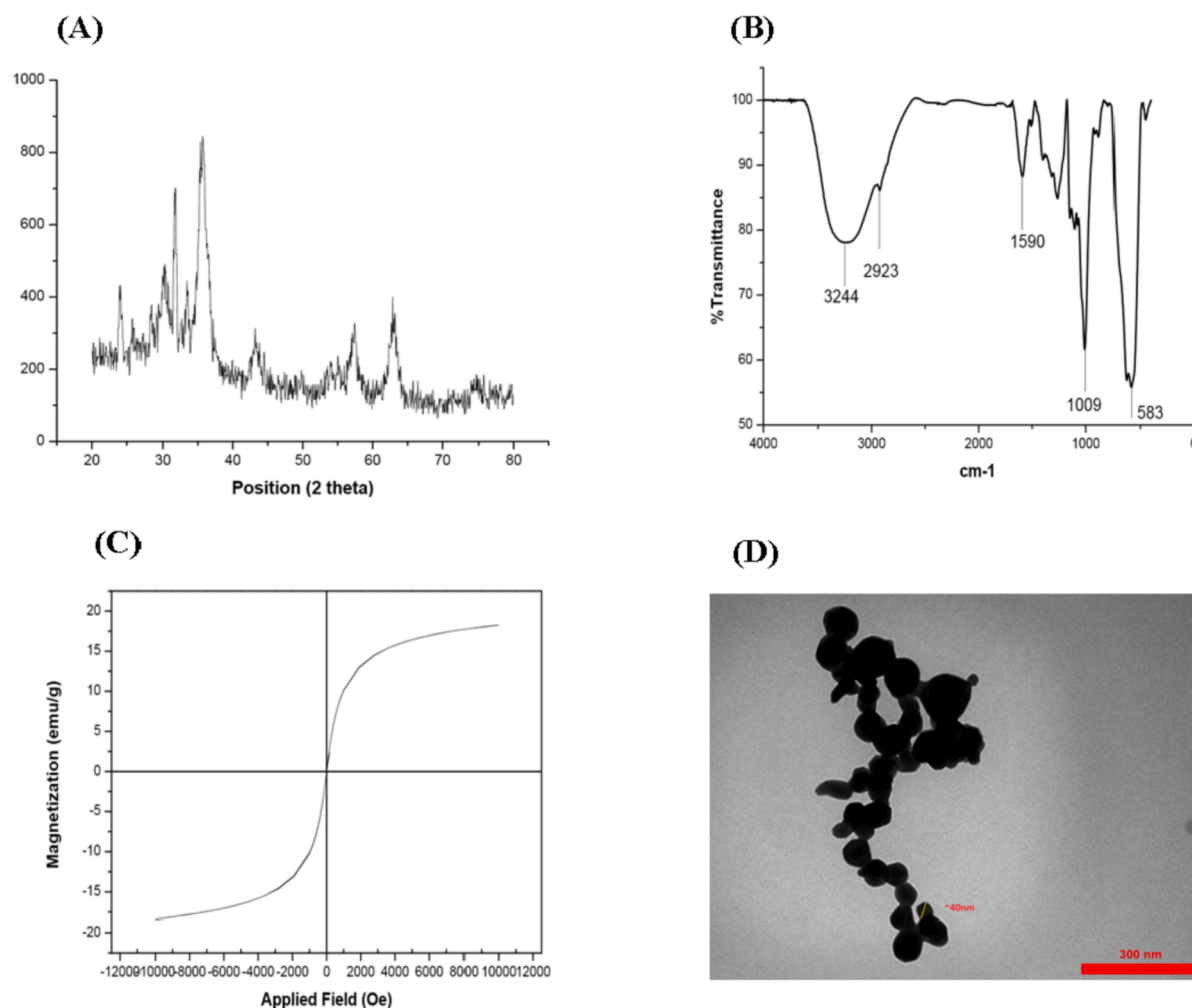 (A)
1000
800
600
400
200
0
20 30 40 50 60 70 80
Position (2 theta)
(B)
100
90
80
70
60
50
%Transmittance
3244
2923
1590
1009
583
4000 3000 2000 1000 0
cm-1
(C)
20
15
10
5
0
-5
-10
-15
-20
Magnetization (emu/g)
-12000 -10000 -8000 -6000 -4000 -2000 0 2000 4000 6000 8000 10000 12000
Applied Field (Oe)
(D)
~40nm
300 nm